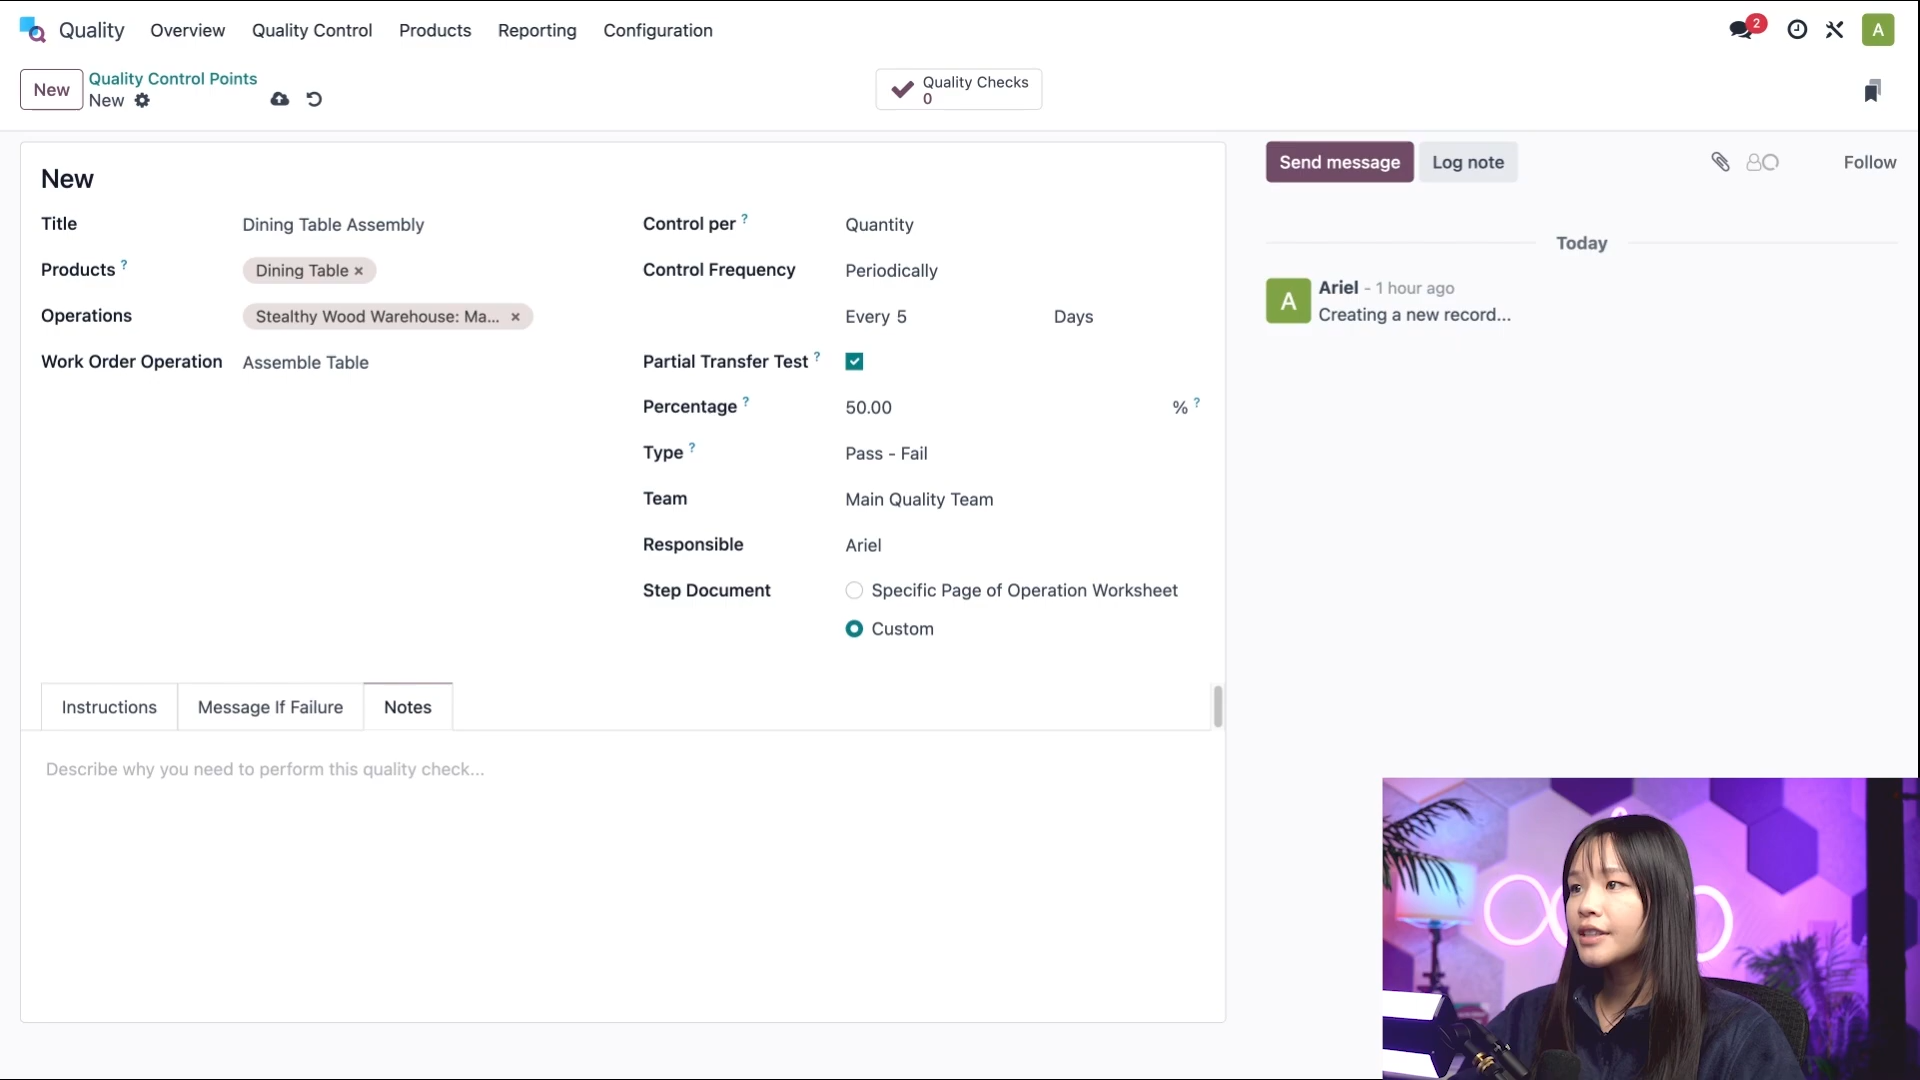 Quality Overview Quality Control Products Reporting Configuration 2 A
New Quality Control Points
New
Quality Checks
0
New
Title Dining Table Assembly
Products ? Dining Table ×
Operations Stealthy Wood Warehouse: Ma... ×
Work Order Operation Assemble Table
Control per ? Quantity
Control Frequency Periodically
Every 5 Days
Partial Transfer Test ?
Percentage ? 50.00 % ?
Type ? Pass - Fail
Team Main Quality Team
Responsible Ariel
Step Document Specific Page of Operation Worksheet
Custom
Instructions Message If Failure Notes
Describe why you need to perform this quality check...
Send message Log note Follow
Today
A Ariel - 1 hour ago
Creating a new record...